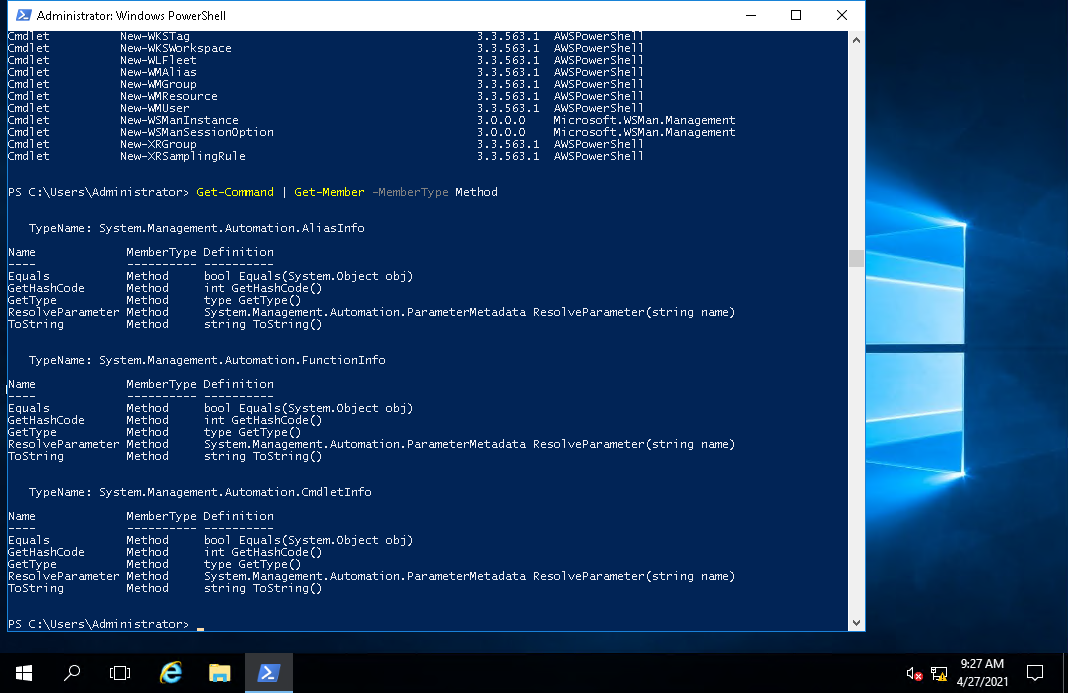 Administrator: Windows PowerShell
Cmdlet New-WKSTag 3.3.563.1 AWSPowerShell
Cmdlet New-WKSWorkspace 3.3.563.1 AWSPowerShell
Cmdlet New-WLFleet 3.3.563.1 AWSPowerShell
Cmdlet New-WMAlias 3.3.563.1 AWSPowerShell
Cmdlet New-WMGroup 3.3.563.1 AWSPowerShell
Cmdlet New-WMResource 3.3.563.1 AWSPowerShell
Cmdlet New-WMUser 3.3.563.1 AWSPowerShell
Cmdlet New-WSManInstance 3.0.0.0 Microsoft.WSMan.Management
Cmdlet New-WSManSessionOption 3.0.0.0 Microsoft.WSMan.Management
Cmdlet New-XRGroup 3.3.563.1 AWSPowerShell
Cmdlet New-XRSamplingRule 3.3.563.1 AWSPowerShell
PS C:\Users\Administrator> Get-Command | Get-Member -MemberType Method
TypeName: System.Management.Automation.AliasInfo
Name MemberType Definition
---- ---------- ----------
Equals Method bool Equals(System.Object obj)
GetHashCode Method int GetHashCode()
GetType Method type GetType()
ResolveParameter Method System.Management.Automation.ParameterMetadata ResolveParameter(string name)
ToString Method string ToString()
TypeName: System.Management.Automation.FunctionInfo
Name MemberType Definition
---- ---------- ----------
Equals Method bool Equals(System.Object obj)
GetHashCode Method int GetHashCode()
GetType Method type GetType()
ResolveParameter Method System.Management.Automation.ParameterMetadata ResolveParameter(string name)
ToString Method string ToString()
TypeName: System.Management.Automation.CmdletInfo
Name MemberType Definition
---- ---------- ----------
Equals Method bool Equals(System.Object obj)
GetHashCode Method int GetHashCode()
GetType Method type GetType()
ResolveParameter Method System.Management.Automation.ParameterMetadata ResolveParameter(string name)
ToString Method string ToString()
PS C:\Users\Administrator> _
9:27 AM
4/27/2021